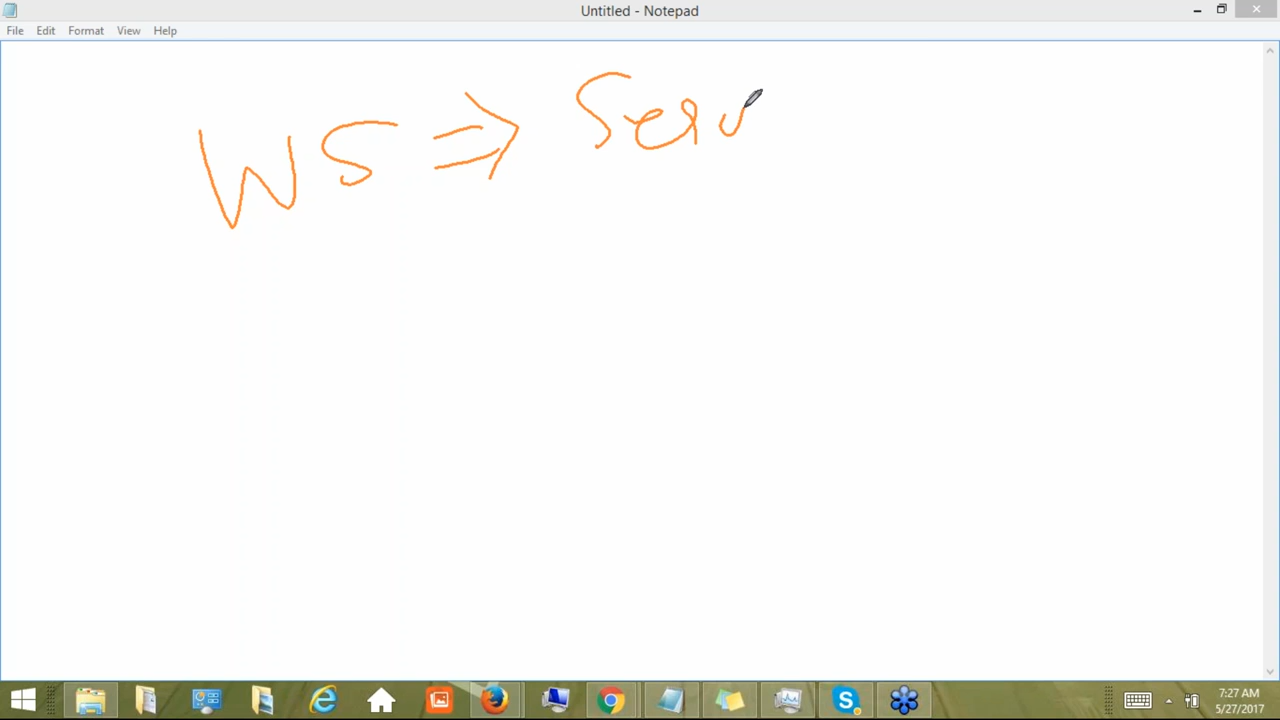 Untitled - Notepad
File Edit Format View Help
WS ⇒ Serv
7:27 AM
5/27/2017